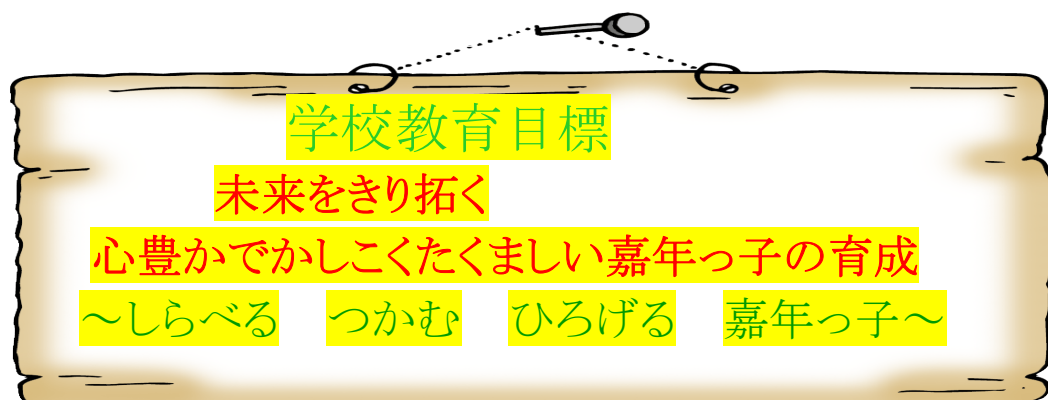 学校教育目標
未来をきり拓く
心豊かでかしこくたくましい嘉年っ子の育成
～しらべる　つかむ　ひろげる　嘉年っ子～